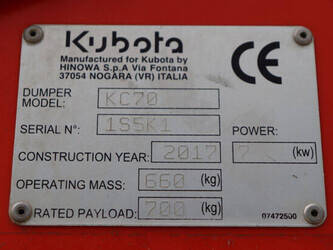 Kubota
CE
Manufactured for Kubota by
HINOWA S.p.A Via Fontana
37054 NOGARA (VR) ITALIA
DUMPER
MODEL: KC70
SERIAL N°: 1S5K1
POWER:
CONSTRUCTION YEAR: 2017 7 (kw)
OPERATING MASS: 660 (kg)
RATED PAYLOAD: 700 (kg)
07472500